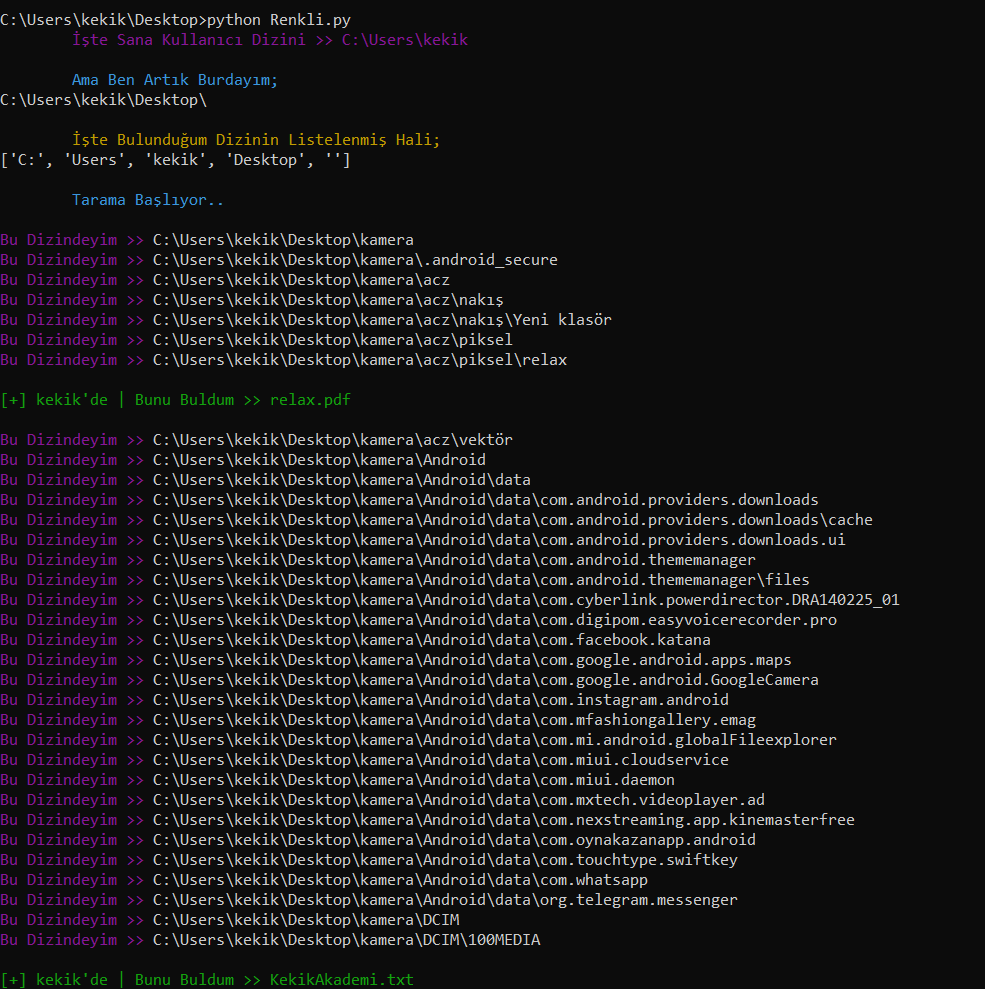 C:\Users\kekik\Desktop>python Renkli.py
İşte Sana Kullanıcı Dizini >> C:\Users\kekik
Ama Ben Artık Burdayım;
C:\Users\kekik\Desktop\
İşte Bulunduğum Dizinin Listelenmiş Hali;
['C:', 'Users', 'kekik', 'Desktop', '']
Tarama Başlıyor..
Bu Dizindeyim >> C:\Users\kekik\Desktop\kamera
Bu Dizindeyim >> C:\Users\kekik\Desktop\kamera\.android_secure
Bu Dizindeyim >> C:\Users\kekik\Desktop\kamera\acz
Bu Dizindeyim >> C:\Users\kekik\Desktop\kamera\acz\nakış
Bu Dizindeyim >> C:\Users\kekik\Desktop\kamera\acz\nakış\Yeni klasör
Bu Dizindeyim >> C:\Users\kekik\Desktop\kamera\acz\piksel
Bu Dizindeyim >> C:\Users\kekik\Desktop\kamera\acz\piksel\relax
[+] kekik'de | Bunu Buldum >> relax.pdf
Bu Dizindeyim >> C:\Users\kekik\Desktop\kamera\acz\vektör
Bu Dizindeyim >> C:\Users\kekik\Desktop\kamera\Android
Bu Dizindeyim >> C:\Users\kekik\Desktop\kamera\Android\data
Bu Dizindeyim >> C:\Users\kekik\Desktop\kamera\Android\data\com.android.providers.downloads
Bu Dizindeyim >> C:\Users\kekik\Desktop\kamera\Android\data\com.android.providers.downloads\cache
Bu Dizindeyim >> C:\Users\kekik\Desktop\kamera\Android\data\com.android.providers.downloads.ui
Bu Dizindeyim >> C:\Users\kekik\Desktop\kamera\Android\data\com.android.thememanager
Bu Dizindeyim >> C:\Users\kekik\Desktop\kamera\Android\data\com.android.thememanager\files
Bu Dizindeyim >> C:\Users\kekik\Desktop\kamera\Android\data\com.cyberlink.powerdirector.DRA140225_01
Bu Dizindeyim >> C:\Users\kekik\Desktop\kamera\Android\data\com.digipom.easyvoicerecorder.pro
Bu Dizindeyim >> C:\Users\kekik\Desktop\kamera\Android\data\com.facebook.katana
Bu Dizindeyim >> C:\Users\kekik\Desktop\kamera\Android\data\com.google.android.apps.maps
Bu Dizindeyim >> C:\Users\kekik\Desktop\kamera\Android\data\com.google.android.GoogleCamera
Bu Dizindeyim >> C:\Users\kekik\Desktop\kamera\Android\data\com.instagram.android
Bu Dizindeyim >> C:\Users\kekik\Desktop\kamera\Android\data\com.mfashiongallery.emag
Bu Dizindeyim >> C:\Users\kekik\Desktop\kamera\Android\data\com.mi.android.globalFileexplorer
Bu Dizindeyim >> C:\Users\kekik\Desktop\kamera\Android\data\com.miui.cloudservice
Bu Dizindeyim >> C:\Users\kekik\Desktop\kamera\Android\data\com.miui.daemon
Bu Dizindeyim >> C:\Users\kekik\Desktop\kamera\Android\data\com.mxtech.videoplayer.ad
Bu Dizindeyim >> C:\Users\kekik\Desktop\kamera\Android\data\com.nexstreaming.app.kinemasterfree
Bu Dizindeyim >> C:\Users\kekik\Desktop\kamera\Android\data\com.oynakazanapp.android
Bu Dizindeyim >> C:\Users\kekik\Desktop\kamera\Android\data\com.touchtype.swiftkey
Bu Dizindeyim >> C:\Users\kekik\Desktop\kamera\Android\data\com.whatsapp
Bu Dizindeyim >> C:\Users\kekik\Desktop\kamera\Android\data\org.telegram.messenger
Bu Dizindeyim >> C:\Users\kekik\Desktop\kamera\DCIM
Bu Dizindeyim >> C:\Users\kekik\Desktop\kamera\DCIM\100MEDIA
[+] kekik'de | Bunu Buldum >> KekikAkademi.txt